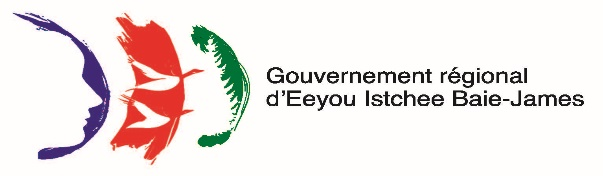 Gouvernement régional
d'Eeyou Istchee Baie-James